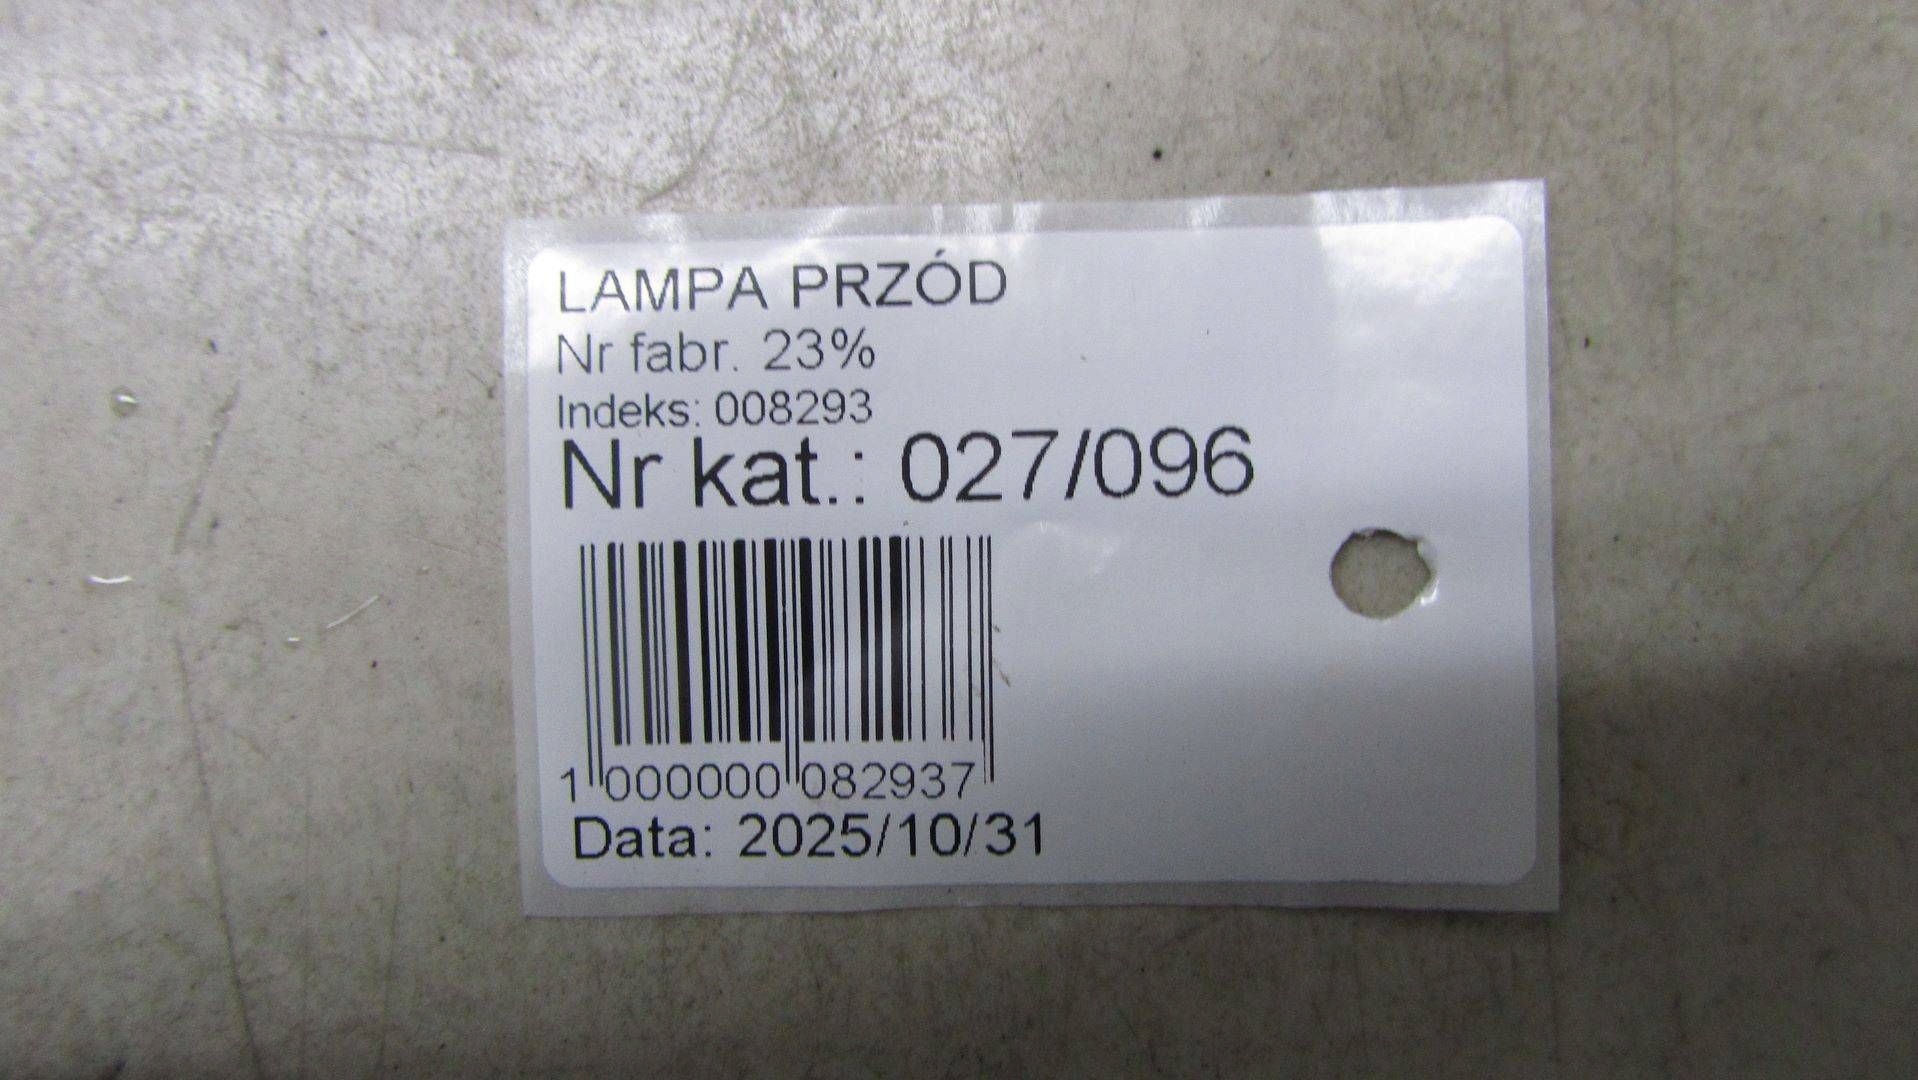 LAMPA PRZÓD
Nr fabr. 23%
Indeks: 008293
Nr kat.: 027/096
1 000000 082937
Data: 2025/10/31